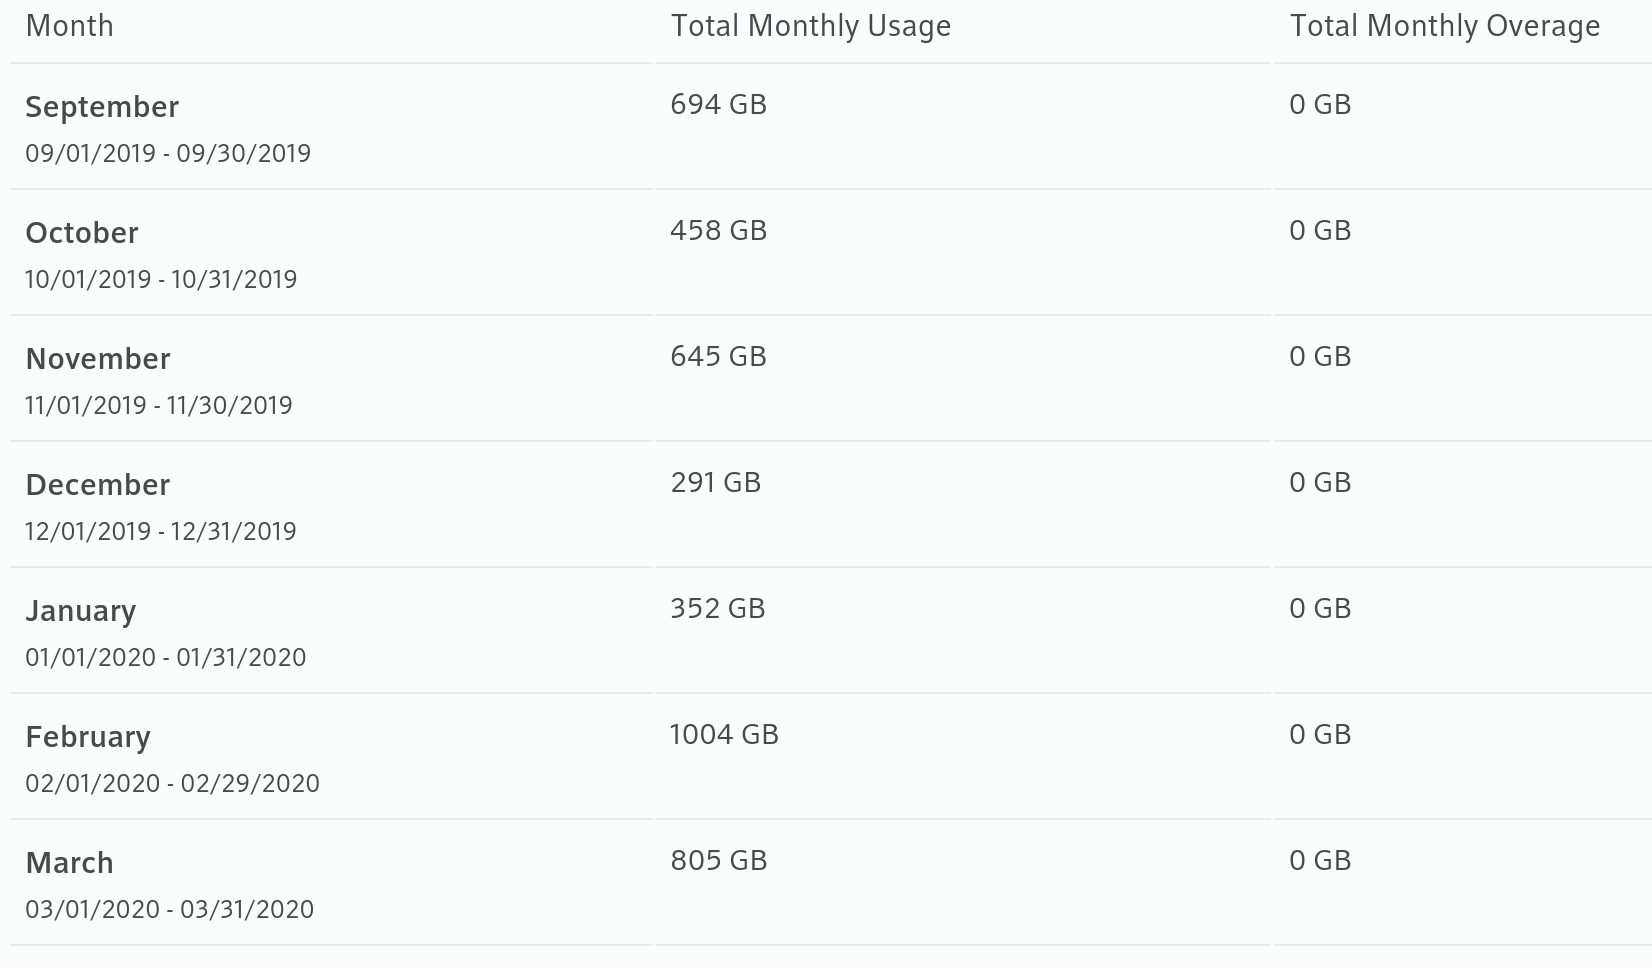 Month Total Monthly Usage Total Monthly Overage
September 694 GB 0 GB
09/01/2019 - 09/30/2019
October 458 GB 0 GB
10/01/2019 - 10/31/2019
November 645 GB 0 GB
11/01/2019 - 11/30/2019
December 291 GB 0 GB
12/01/2019 - 12/31/2019
January 352 GB 0 GB
01/01/2020 - 01/31/2020
February 1004 GB 0 GB
02/01/2020 - 02/29/2020
March 805 GB 0 GB
03/01/2020 - 03/31/2020